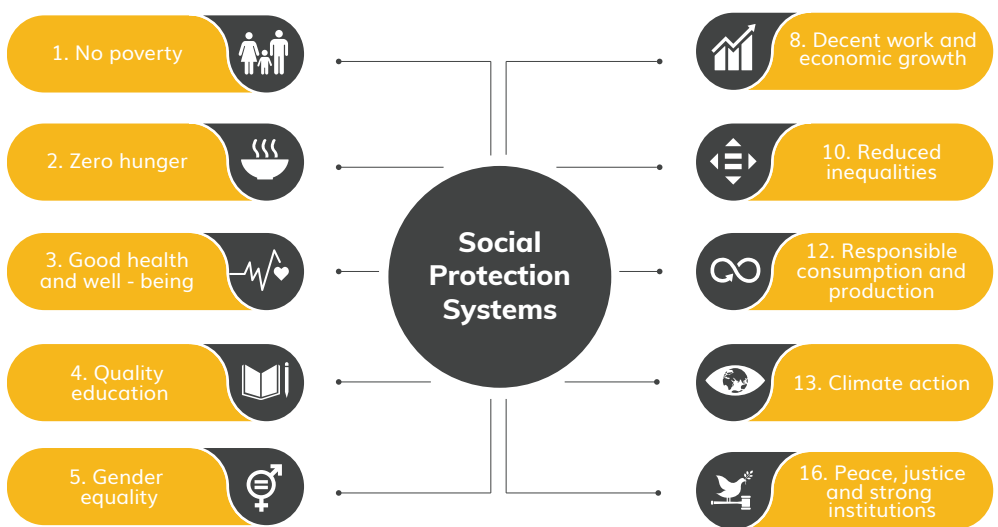 1. No poverty
2. Zero hunger
3. Good health
and well - being
4. Quality
education
5. Gender
equality
Social
Protection
Systems
8. Decent work and
economic growth
10. Reduced
inequalities
12. Responsible
consumption and
production
13. Climate action
16. Peace, justice
and strong
institutions